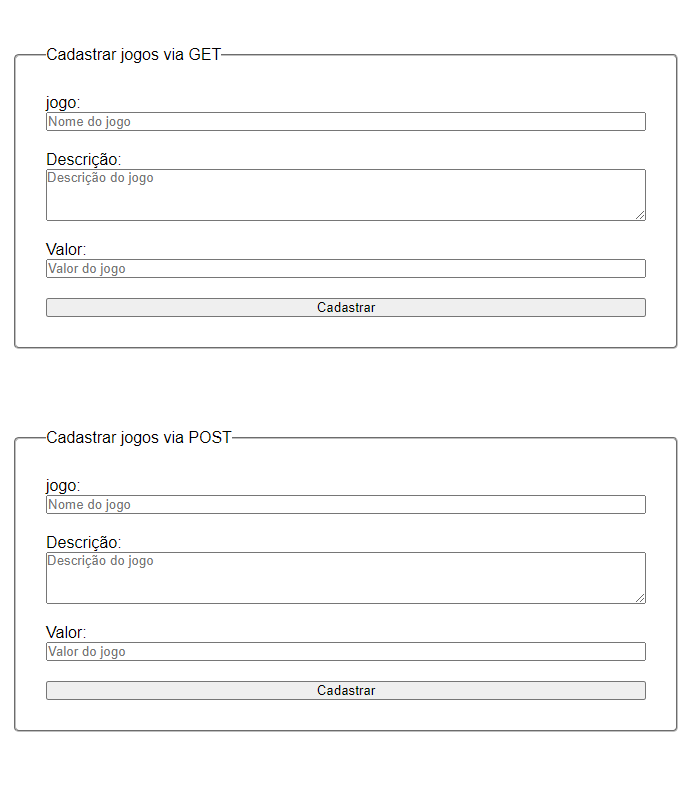 Cadastrar jogos via GET
jogo:
Nome do jogo
Descrição:
Descrição do jogo
Valor:
Valor do jogo
Cadastrar
Cadastrar jogos via POST
jogo:
Nome do jogo
Descrição:
Descrição do jogo
Valor:
Valor do jogo
Cadastrar